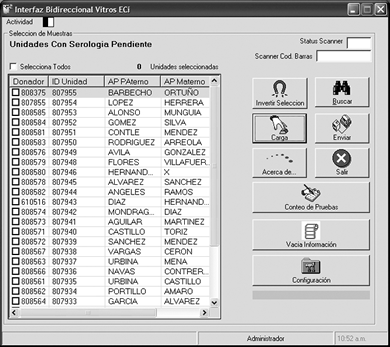 Interfaz Bidireccional Vitros ECi
Actividad
Seleccion de Muestras
Unidades Con Serologia Pendiente
Status Scanner
Scanner Cod. Barras
Selecciona Todos
0 Unidades seleccionadas
Donador ID Unidad AP PAterno AP Materno
808375 807955 BARBECHO ORTUÑO
807855 807954 LOPEZ HERRERA
808585 807953 ALONSO MUNGUIA
808584 807952 GOMEZ SILVA
808581 807951 CONTLE MENDEZ
808583 807950 RODRIGUEZ ARREOLA
808576 807949 AVILA GONZALEZ
808579 807948 FLORES VILLAFUER...
808580 807946 HERNAND... X
808578 807945 ALVAREZ SANCHEZ
808582 807944 ANGELES RAMOS
610516 807943 DIAZ HERNAND...
808574 807942 MONDRAG... DIAZ
808573 807941 AGUILAR MARTINEZ
808571 807940 CASTILLO TORIZ
808572 807939 SANCHEZ MENDEZ
808568 807938 VARGAS CERON
808563 807937 URBINA MENA
808566 807936 NAVAS CONTRER...
808561 807935 URBINA CASTILLO
808562 807934 PORTILLO AMARO
808564 807933 GARCIA ALVAREZ
Invertir Seleccion
Buscar
Carga
Enviar
Acerca de...
Salir
Conteo de Pruebas
Vacia Información
Configuración
Administrador
10:52 a.m.